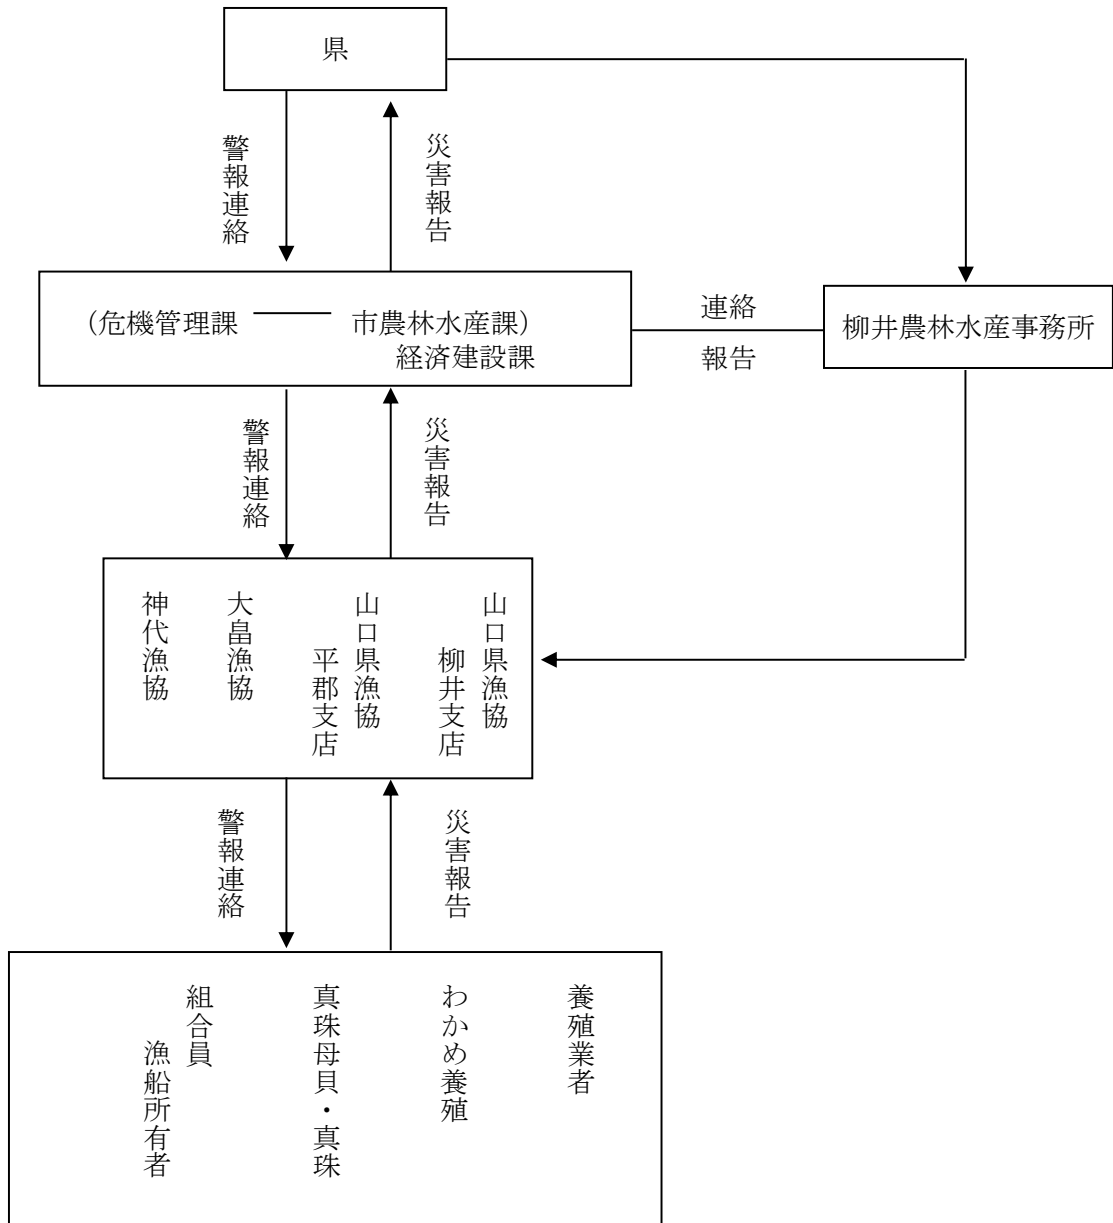 県
警報連絡
災害報告
（危機管理課 市農林水産課）
経済建設課
連絡
報告
柳井農林水産事務所
警報連絡
災害報告
山口県漁協
柳井支店
山口県漁協
平郡支店
大畠漁協
神代漁協
警報連絡
災害報告
養殖業者
わかめ養殖
真珠母貝・真珠
組合員
漁船所有者